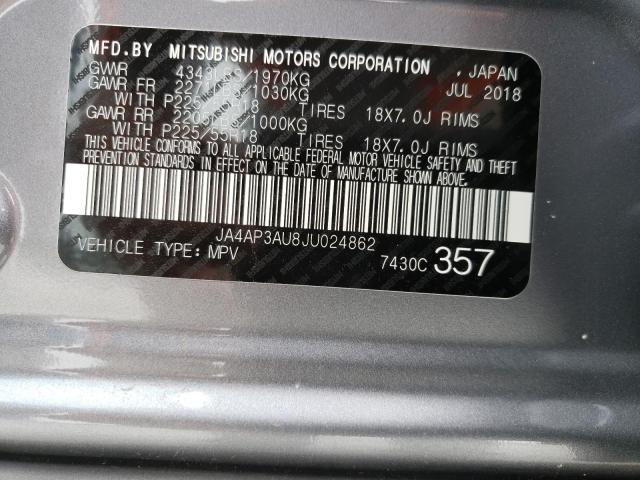 MFD.BY MITSUBISHI MOTORS CORPORATION , JAPAN
GVWR 4343LBS/1970KG JUL 2018
GAWR FR 1030KG
WITH TIRES 18X7.0J RIMS
GAWR RR 1000KG
WITH P225/55R18 TIRES 18X7.0J RIMS
THIS VEHICLE CONFORMS TO ALL APPLICABLE FEDERAL MOTOR VEHICLE SAFETY AND THEFT
PREVENTION STANDARDS IN EFFECT ON THE DATE OF MANUFACTURE SHOWN ABOVE.
JA4AP3AU8JU024862
VEHICLE TYPE: MPV 7430C 357